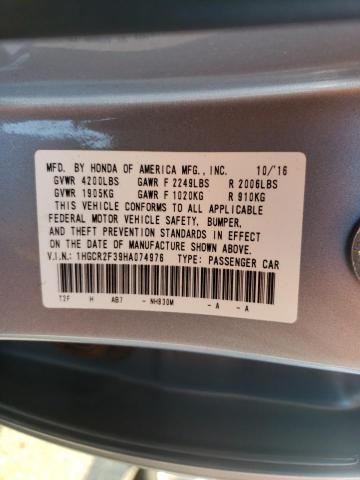 MFD. BY HONDA OF AMERICA MFG., INC. 10/'16
GVWR 4200LBS GAWR F 2249LBS R 2006LBS
GVWR 1905KG GAWR F 1020KG R 910KG
THIS VEHICLE CONFORMS TO ALL APPLICABLE
FEDERAL MOTOR VEHICLE SAFETY, BUMPER,
AND THEFT PREVENTION STANDARDS IN EFFECT
ON THE DATE OF MANUFACTURE SHOWN ABOVE.
V.I.N.: 1HGCR2F39HA074976 TYPE: PASSENGER CAR
T2F H AB7 - NH830M - A - A